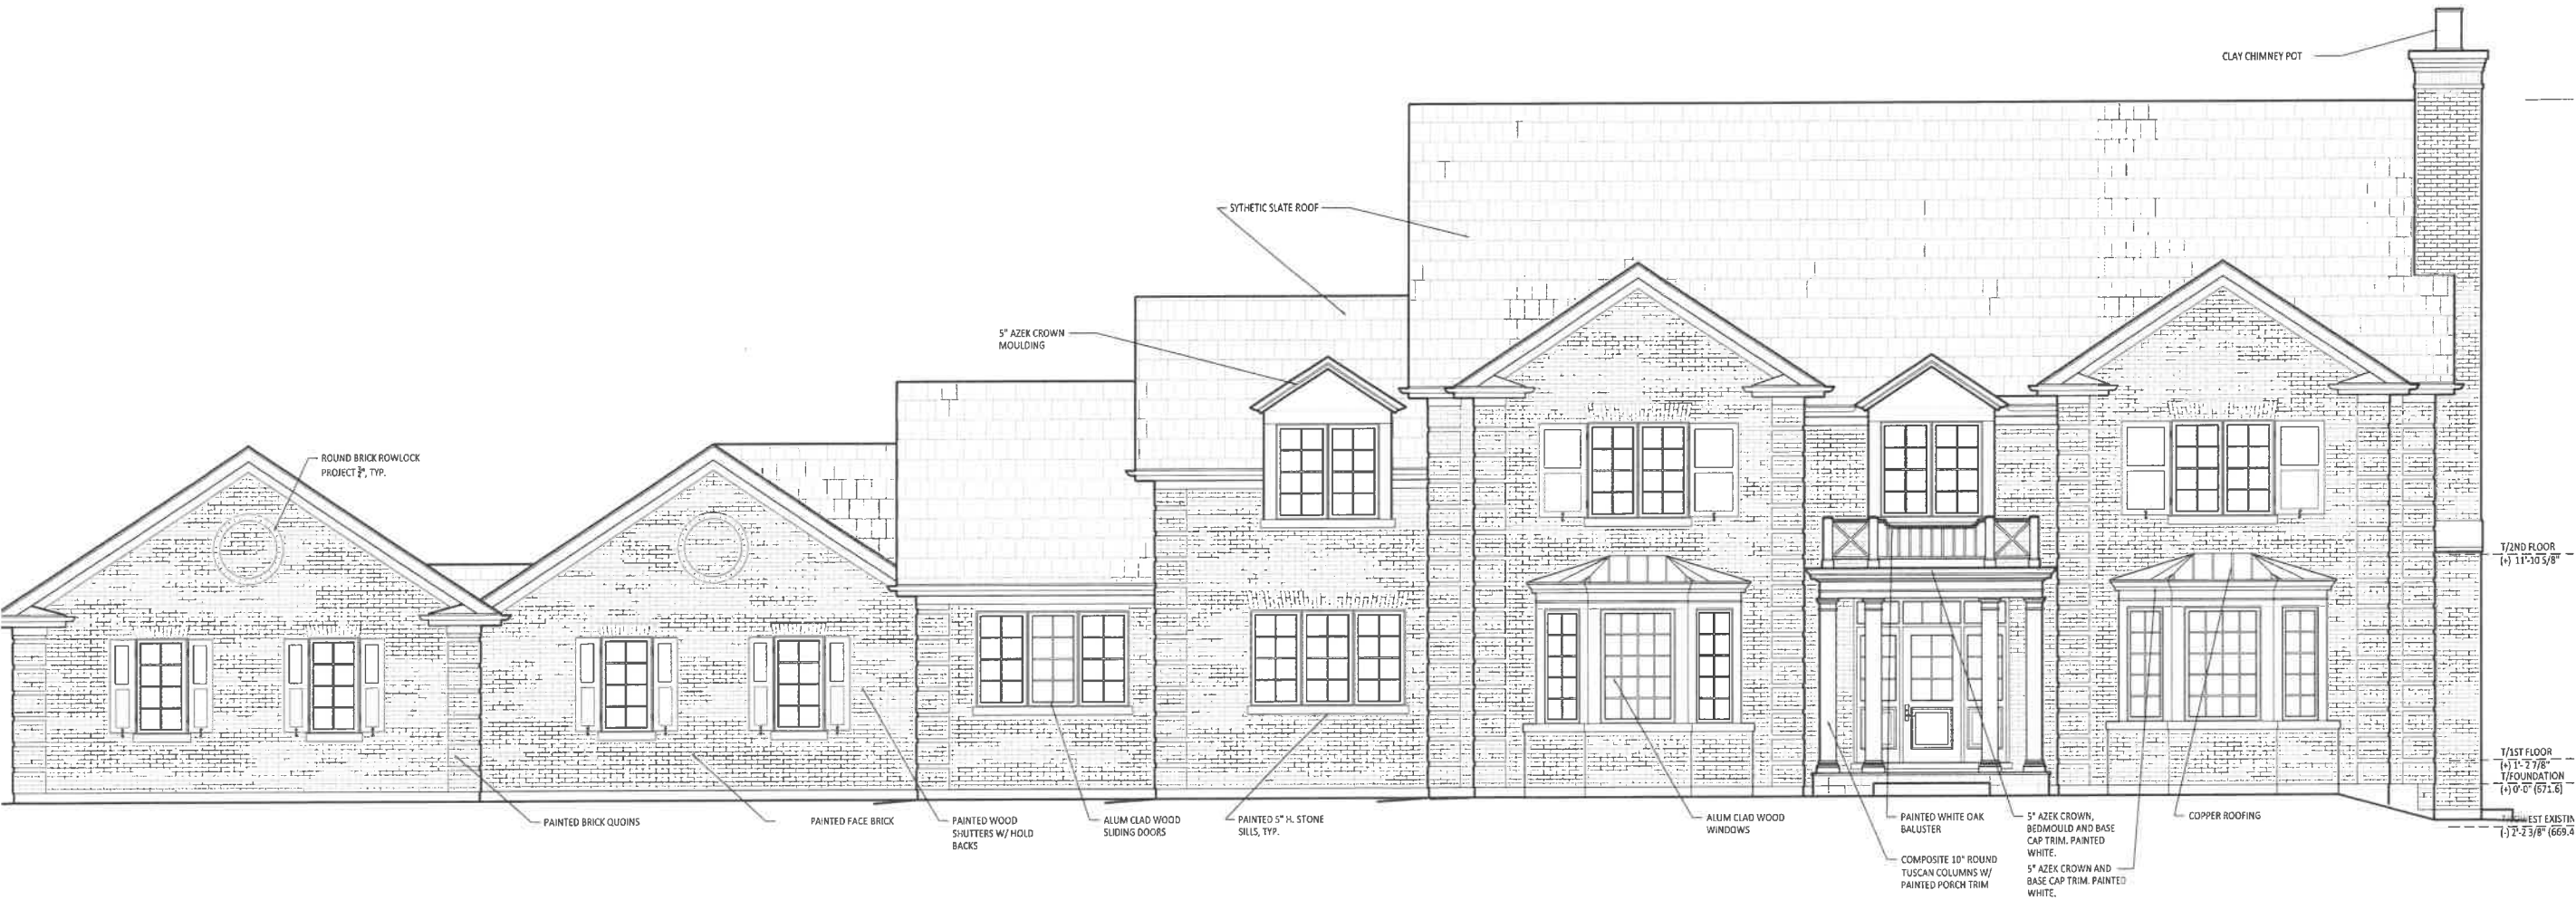 CLAY CHIMNEY POT
SYTHETIC SLATE ROOF
5" AZEK CROWN
MOULDING
ROUND BRICK ROWLOCK
PROJECT ¾", TYP.
T/2ND FLOOR
(+) 11'-10 5/8"
T/1ST FLOOR
(+) 1'- 2 7/8"
T/FOUNDATION
(+) 0'-0" (671.6)
EXISTIN
(-) 2'-2 3/8" (669.4
PAINTED BRICK QUOINS
PAINTED FACE BRICK
PAINTED WOOD
SHUTTERS W/ HOLD
BACKS
ALUM CLAD WOOD
SLIDING DOORS
PAINTED 5" H. STONE
SILLS, TYP.
ALUM CLAD WOOD
WINDOWS
PAINTED WHITE OAK
BALUSTER
COMPOSITE 10" ROUND
TUSCAN COLUMNS W/
PAINTED PORCH TRIM
5" AZEK CROWN,
BEDMOULD AND BASE
CAP TRIM. PAINTED
WHITE.
5" AZEK CROWN AND
BASE CAP TRIM. PAINTED
WHITE.
COPPER ROOFING